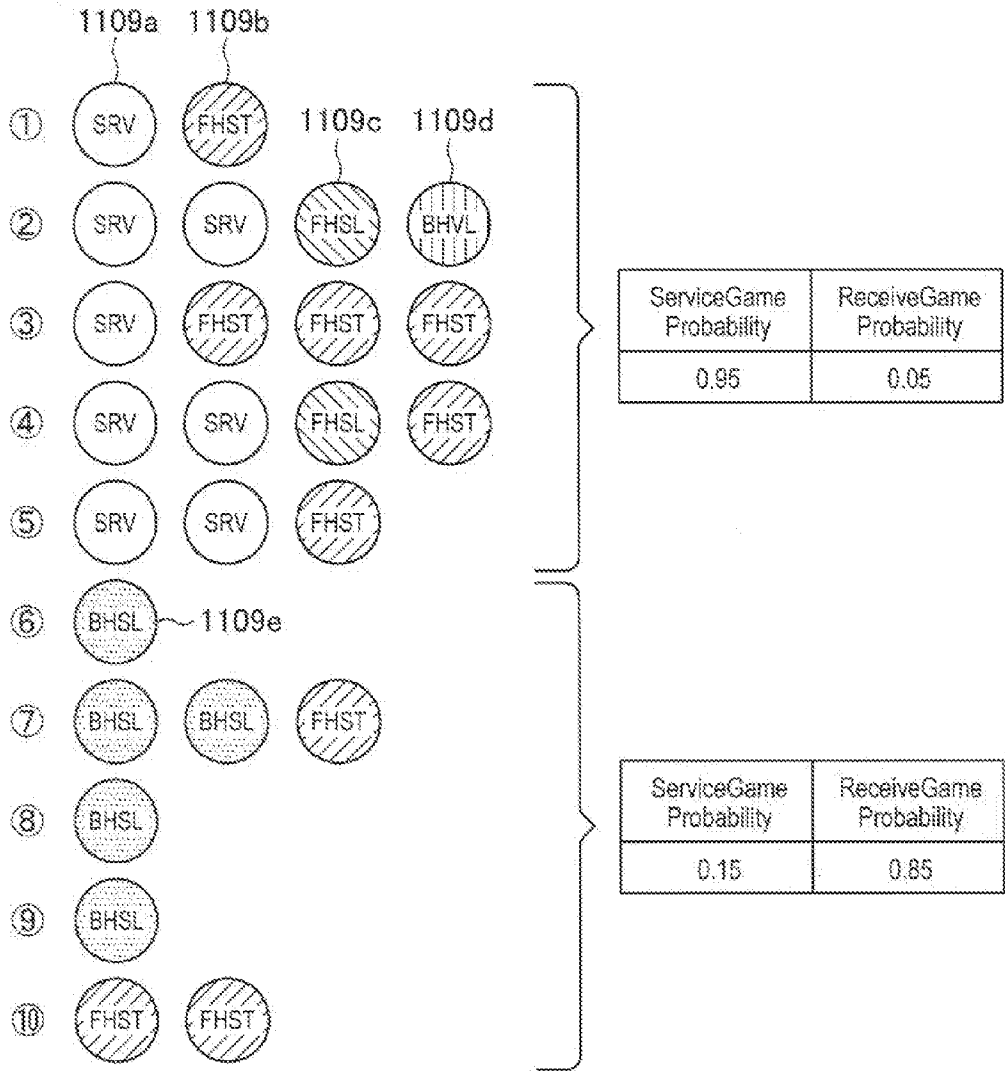 1109a 1109b
① SRV FHST 1109c 1109d
② SRV SRV FHSL BHVL
③ SRV FHST FHST FHST
④ SRV SRV FHSL FHST
⑤ SRV SRV FHST
ServiceGame Probability ReceiveGame Probability
0.95 0.05
⑥ BHSL 1109e
⑦ BHSL BHSL FHST
⑧ BHSL
⑨ BHSL
⑩ FHST FHST
ServiceGame Probability ReceiveGame Probability
0.15 0.85